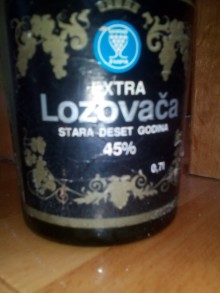 EXTRA
Lozovača
STARA DESET GODINA
45%
0,7l